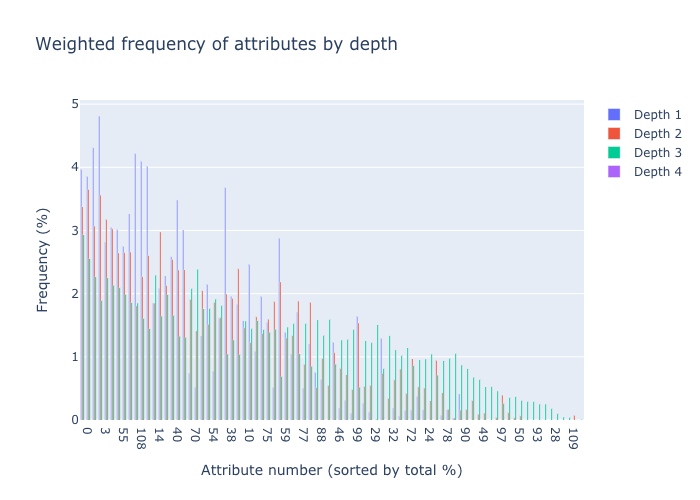 Weighted frequency of attributes by depth
Depth 1
Depth 2
Depth 3
Depth 4
Frequency (%)
5
4
3
2
1
0
0 3 55 108 14 40 70 54 38 10 75 59 77 88 46 99 29 32 72 24 78 90 49 97 50 93 28 109
Attribute number (sorted by total %)